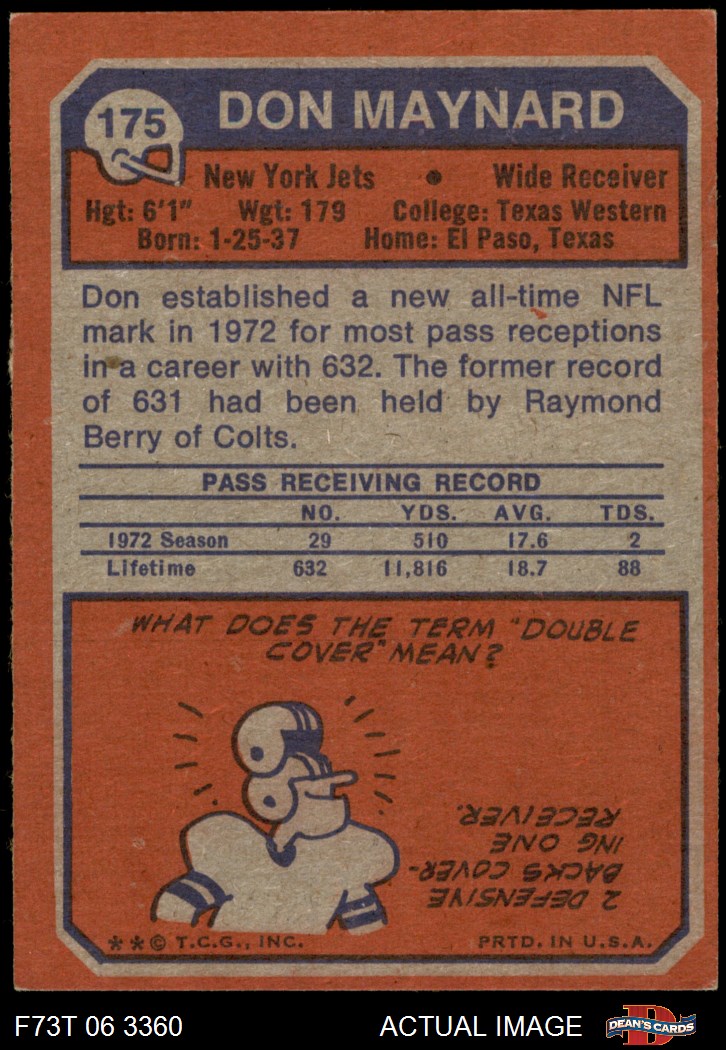 175
DON MAYNARD
New York Jets • Wide Receiver
Hgt: 6'1" Wgt: 179 College: Texas Western
Born: 1-25-37 Home: El Paso, Texas
Don established a new all-time NFL
mark in 1972 for most pass receptions
in a career with 632. The former record
of 631 had been held by Raymond
Berry of Colts.
PASS RECEIVING RECORD
NO. YDS. AVG. TDS.
1972 Season 29 510 17.6 2
Lifetime 632 11,816 18.7 88
WHAT DOES THE TERM "DOUBLE
COVER" MEAN?
2 DEFENSIVE
BACKS COVER-
ING ONE
RECEIVER.
**© T.C.G., INC. PRTD. IN U.S.A.
F73T 06 3360 ACTUAL IMAGE D DEAN'S CARDS